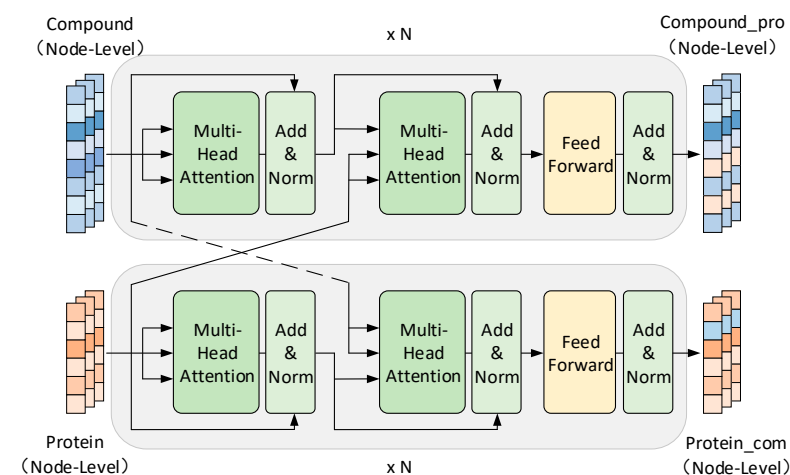 Compound
（Node-Level）
x N
Compound_pro
（Node-Level）
Multi-
Head
Attention
Add
&
Norm
Multi-
Head
Attention
Add
&
Norm
Feed
Forward
Add
&
Norm
Multi-
Head
Attention
Add
&
Norm
Multi-
Head
Attention
Add
&
Norm
Feed
Forward
Add
&
Norm
Protein
（Node-Level）
x N
Protein_com
（Node-Level）